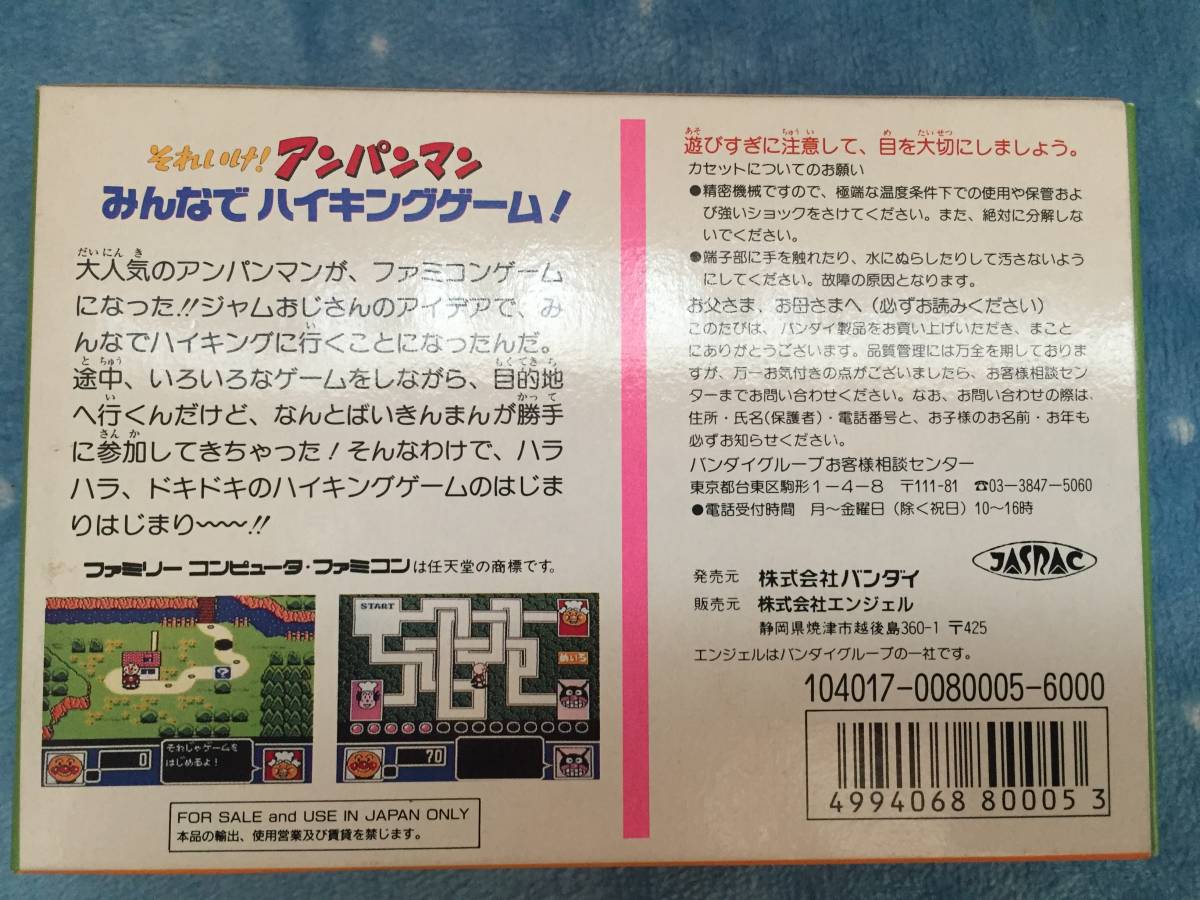 それいけ！アンパンマン
みんなでハイキングゲーム！
大人気のアンパンマンが、ファミコンゲーム
になった!!ジャムおじさんのアイデアで、み
んなでハイキングに行くことになったんだ。
途中、いろいろなゲームをしながら、目的地
へ行くんだけど、なんとばいきんまんが勝手
に参加してきちゃった！そんなわけで、ハラ
ハラ、ドキドキのハイキングゲームのはじま
りはじまり〜〜〜!!
ファミリーコンピュータ・ファミコンは任天堂の商標です。
0
それじゃゲームを
はじめるよ！
START
めいろ
70
FOR SALE and USE IN JAPAN ONLY
本品の輸出、使用営業及び賃貸を禁じます。
遊びすぎに注意して、目を大切にしましょう。
カセットについてのお願い
●精密機械ですので、極端な温度条件下での使用や保管およ
び強いショックをさけてください。また、絶対に分解しな
いでください。
●端子部に手を触れたり、水にぬらしたりして汚さないよう
にしてください。故障の原因となります。
お父さま、お母さまへ（必ずお読みください）
このたびは、バンダイ製品をお買い上げいただき、まこと
にありがとうございます。品質管理には万全を期しておりま
すが、万一お気付きの点がございましたら、お客様相談セン
ターまでお問い合わせください。なお、お問い合わせの際は、
住所・氏名(保護者)・電話番号と、お子様のお名前・お年も
必ずお知らせください。
バンダイグループお客様相談センター
東京都台東区駒形1－4－8 〒111-81 ☎03－3847－5060
●電話受付時間 月〜金曜日（除く祝日）10〜16時
JASRAC
発売元 株式会社バンダイ
販売元 株式会社エンジェル
静岡県焼津市越後島360-1 〒425
エンジェルはバンダイグループの一社です。
104017-0080005-6000
4994068800053